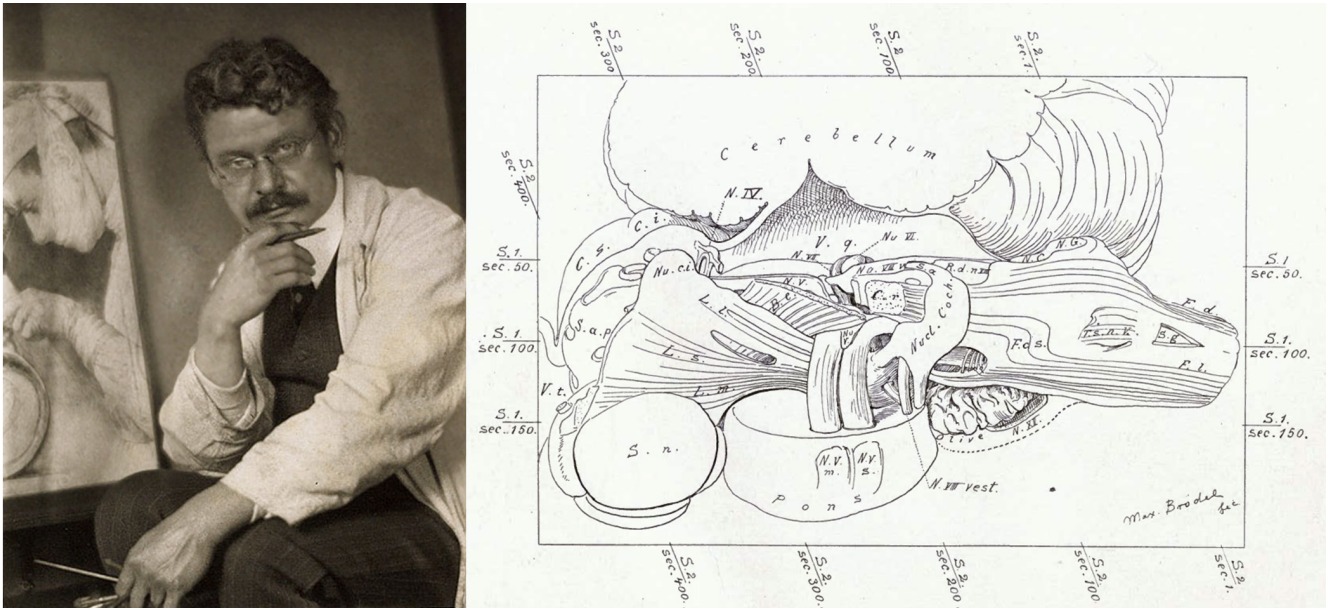 S.2. sec.300.
S.2. sec.200.
S.2. sec.100.
S.2. sec.1.
S.2. sec.400.
Cerebellum
N.IV.
C.i.
V.q.
Nu VI.
N.G.
S.1. sec.50.
C.q.
Nu.c.i.
N.VII
N.C.
S.1 sec.50.
R.d.n VIII
N.V.
B.C.
C.r.
L.l.
Nucl. Coch.
F.d.
S.a.p.
S.1. sec.100.
L.s.
F.o.s.
T.s.n.V.
S.g.
S.1. sec.100.
F.l.
V.t.
L.m.
S.1. sec.150.
Olive
N.XII.
S.1. sec.150.
S.n.
N.V. m.
N.V. s.
Pons
N.VIII vest.
Max. Brödel fec
S.2. sec.400.
S.2. sec.300.
S.2. sec.200.
S.2. sec.100.
S.2 sec.1.